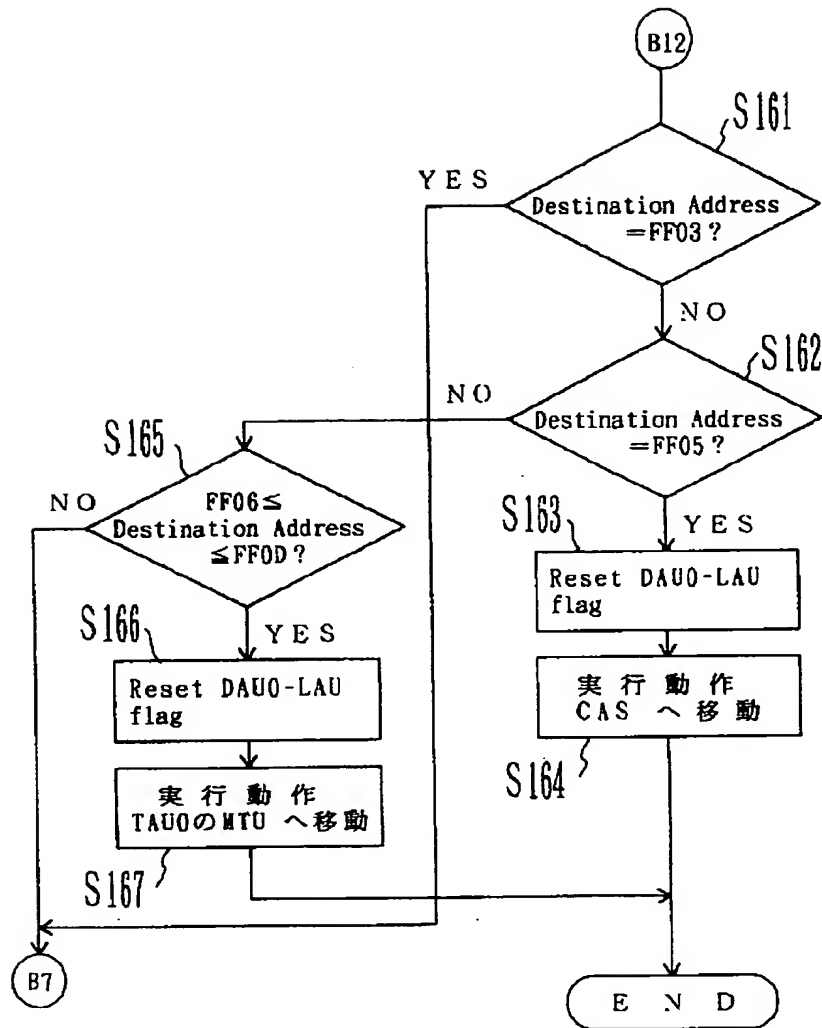 B12
S161
YES
Destination Address
=FF03?
NO
S162
NO
Destination Address
=FF05?
S165
NO
FF06≦
Destination Address
≦FF0D?
S163
YES
Reset DAU0-LAU
flag
S166
YES
Reset DAU0-LAU
flag
実行動作
CAS へ移動
S164
実行動作
TAU0のMTU へ移動
S167
B7
END